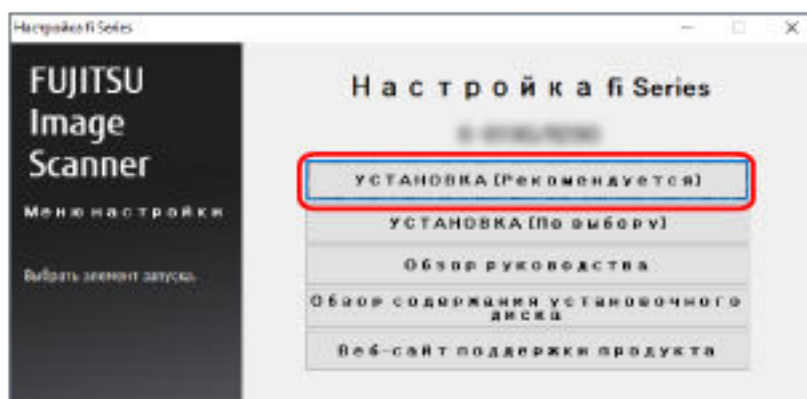 Настройка fi Series
FUJITSU
Image
Scanner
Меню настройки
Выбрать элемент запуска.
Настройка fi Series
УСТАНОВКА (Рекомендуется)
УСТАНОВКА (По выбору)
Обзор руководства
Обзор содержания установочного
диска
Веб-сайт поддержки продукта